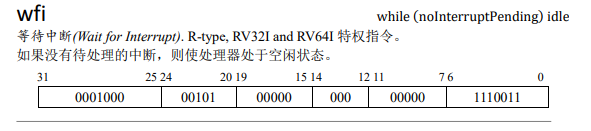 wfi while (noInterruptPending) idle
等待中断(Wait for Interrupt). R-type, RV32I and RV64I 特权指令。
如果没有待处理的中断，则使处理器处于空闲状态。
31 25 24 20 19 15 14 12 11 7 6 0
0001000 00101 00000 000 00000 1110011